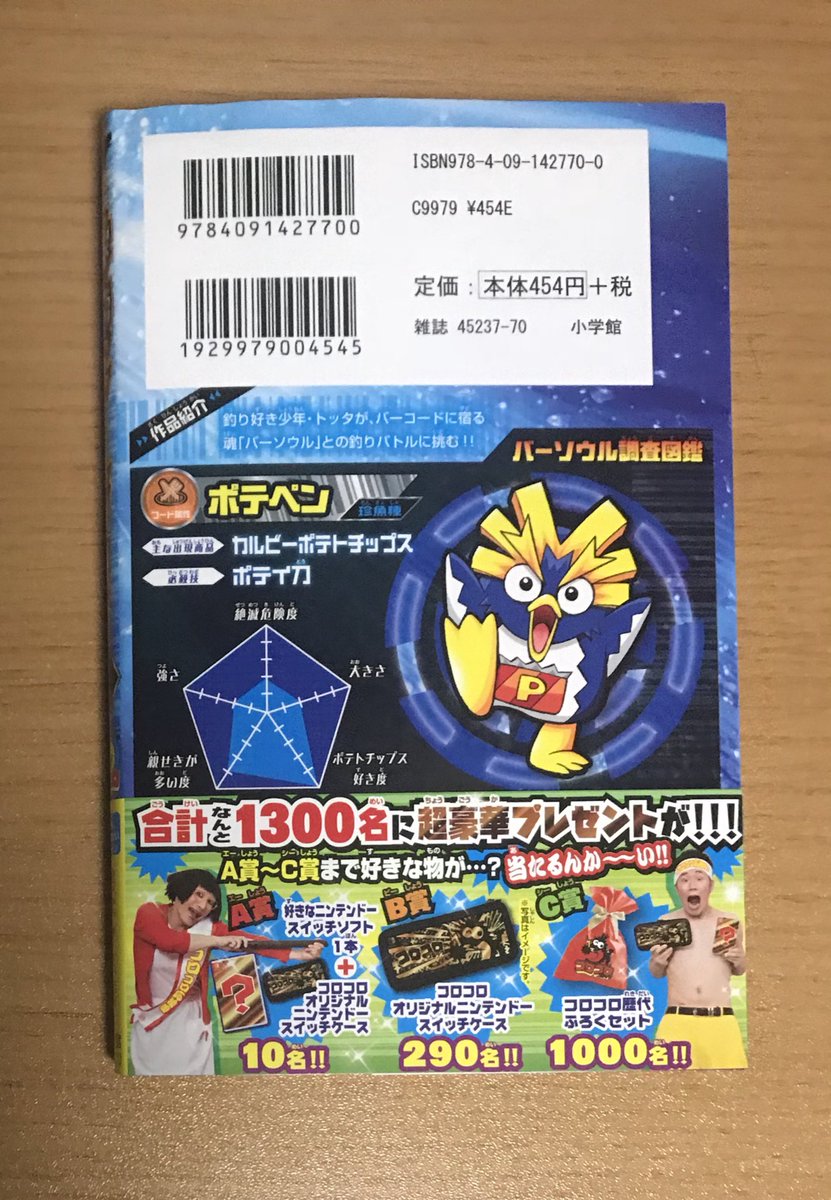 ISBN978-4-09-142770-0
9784091427700
C9979 ¥454E
1929979004545
定価：本体454円+税
雑誌 45237-70 小学館
作品紹介
釣り好き少年・トッタが、バーコードに宿る
魂「バーソウル」との釣りバトルに挑む!!
バーソウル調査図鑑
コード属性
ポテペン
珍魚種
主な出現商品
カルビーポテトチップス
必殺技
ポテイ刀
絶滅危険度
強さ
大きさ
親せきが
多い度
ポテトチップス
好き度
P
合計なんと1300名に超豪華プレゼントが!!!!
A賞〜C賞まで好きな物が…?当たるんか〜〜い!!
A賞
好きなニンテンドー
スイッチソフト
1本
+
コロコロ
オリジナル
ニンテンドー
スイッチケース
10名!!
?
B賞
コロコロ
オリジナルニンテンドー
スイッチケース
290名!!
※写真はイメージです。
C賞
コロコロ
コロコロ歴代
ふろくセット
1000名!!
P